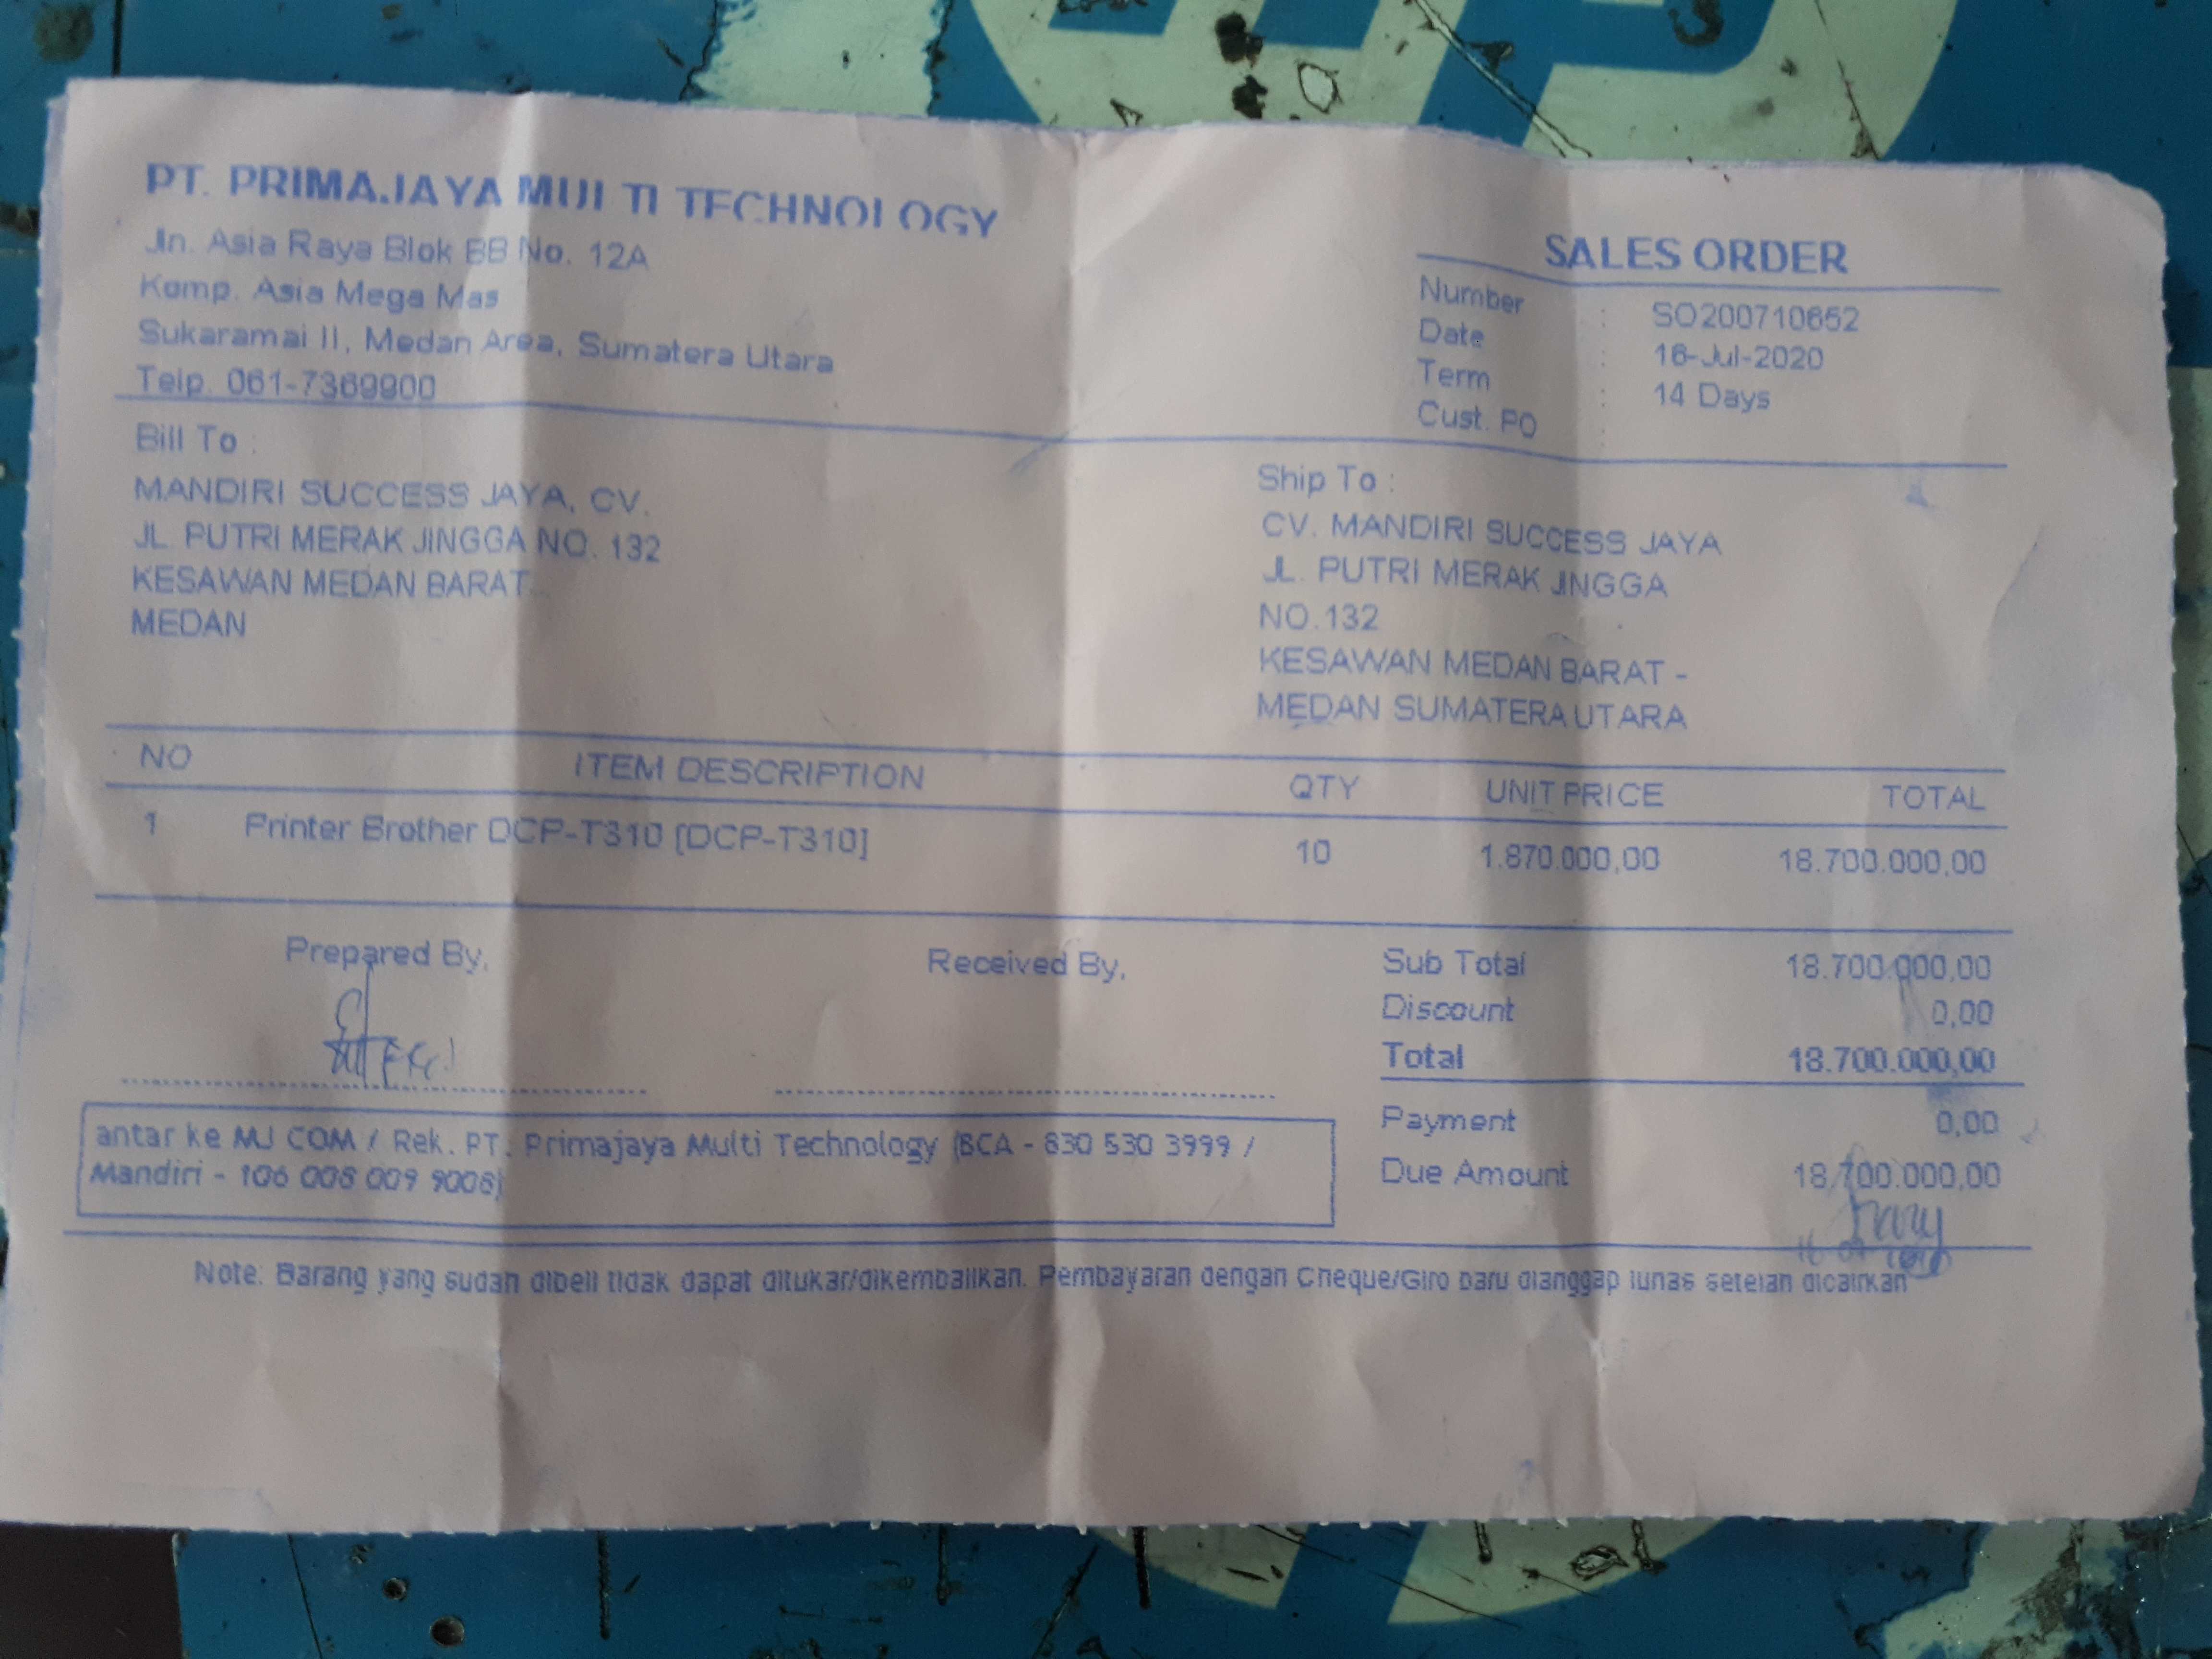 PT. PRIMAJAYA MULTI TECHNOLOGY
Jln. Asia Raya Blok BB No. 12A
Komp. Asia Mega Mas
Sukaramai II, Medan Area, Sumatera Utara
Telp. 061-7369900
SALES ORDER
Number : SO200710652
Date : 16-Jul-2020
Term : 14 Days
Cust. PO :
Bill To :
MANDIRI SUCCESS JAYA, CV.
JL. PUTRI MERAK JINGGA NO. 132
KESAWAN MEDAN BARAT
MEDAN
Ship To :
CV. MANDIRI SUCCESS JAYA
JL. PUTRI MERAK JINGGA
NO.132
KESAWAN MEDAN BARAT -
MEDAN SUMATERA UTARA
NO ITEM DESCRIPTION QTY UNIT PRICE TOTAL
1 Printer Brother DCP-T310 [DCP-T310] 10 1.870.000,00 18.700.000,00
Prepared By, Received By,
Sub Total 18.700.000,00
Discount 0,00
Total 18.700.000,00
Payment 0,00
Due Amount 18.700.000,00
antar ke MJ COM / Rek. PT. Primajaya Multi Technology (BCA - 830 530 3999 /
Mandiri - 106 008 009 9008)
Note: Barang yang sudah dibeli tidak dapat ditukar/dikembalikan. Pembayaran dengan Cheque/Giro baru dianggap lunas setelah dicairkan